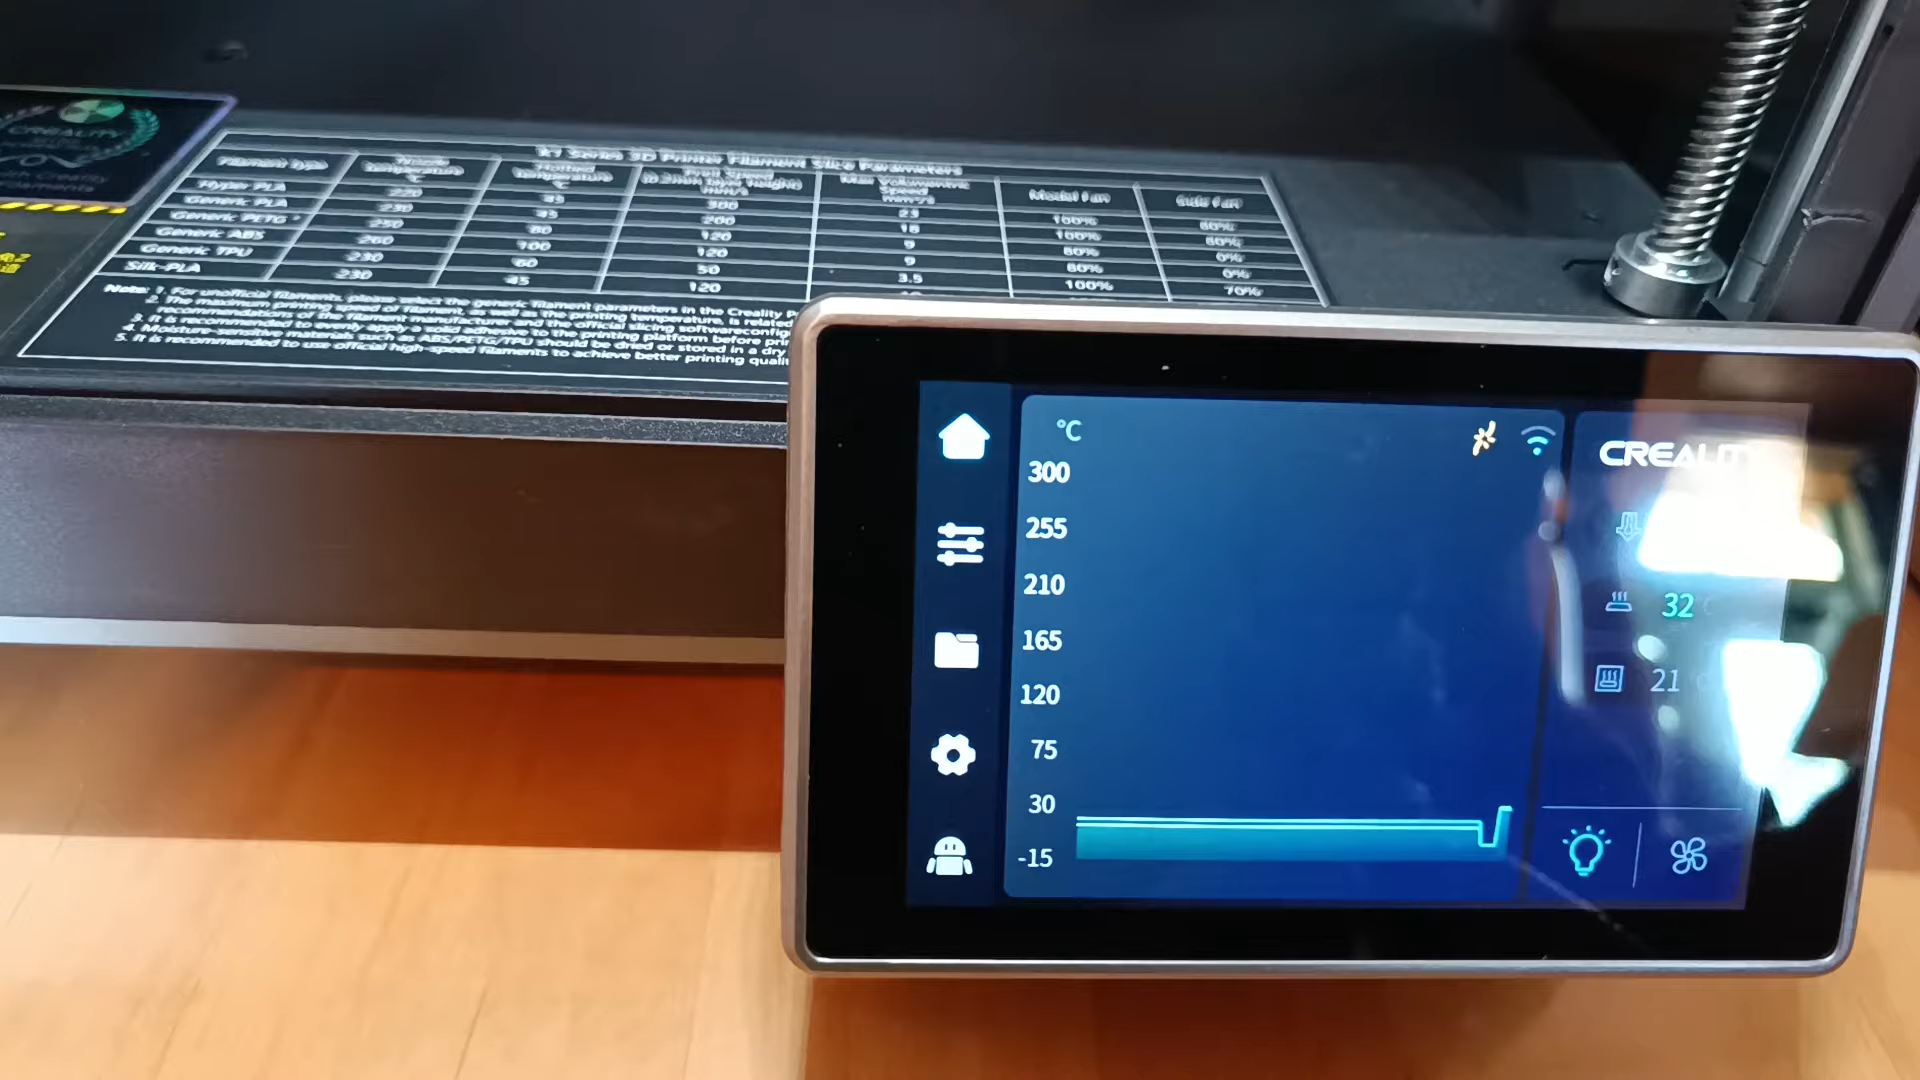 CREALITY
with Creality
filaments
K1 Series 3D Printer Filament Slice Parameters
Filament Type Nozzle Temperature °C Hotbed Temperature °C Print Speed (0.2mm layer height) mm/s Max Volumetric Speed mm³/s Model Fan Side Fan
Hyper PLA 220 45 300 23 100% 80%
Generic PLA 230 45 200 18 100% 80%
Generic PETG * 250 80 120 9 80% 0%
Generic ABS 260 100 120 9 80% 0%
Generic TPU 230 60 50 3.5 100% 70%
Silk-PLA 230 45 120
Note: 1. For unofficial filaments, please select the generic filament parameters in the Creality
2. The maximum printing speed of filament, as well as the printing temperature, is related
recommendations of the filament manufacturer and the official slicing
3. It is recommended to evenly apply a solid adhesive to the printing platform before
4. Moisture-sensitive materials such as ABS/PETG/TPU should be dried or stored in a dry
5. It is recommended to use official high-speed filaments to achieve better printing
°C
300
255
210
165
120
75
30
-15
CREALITY
32
21